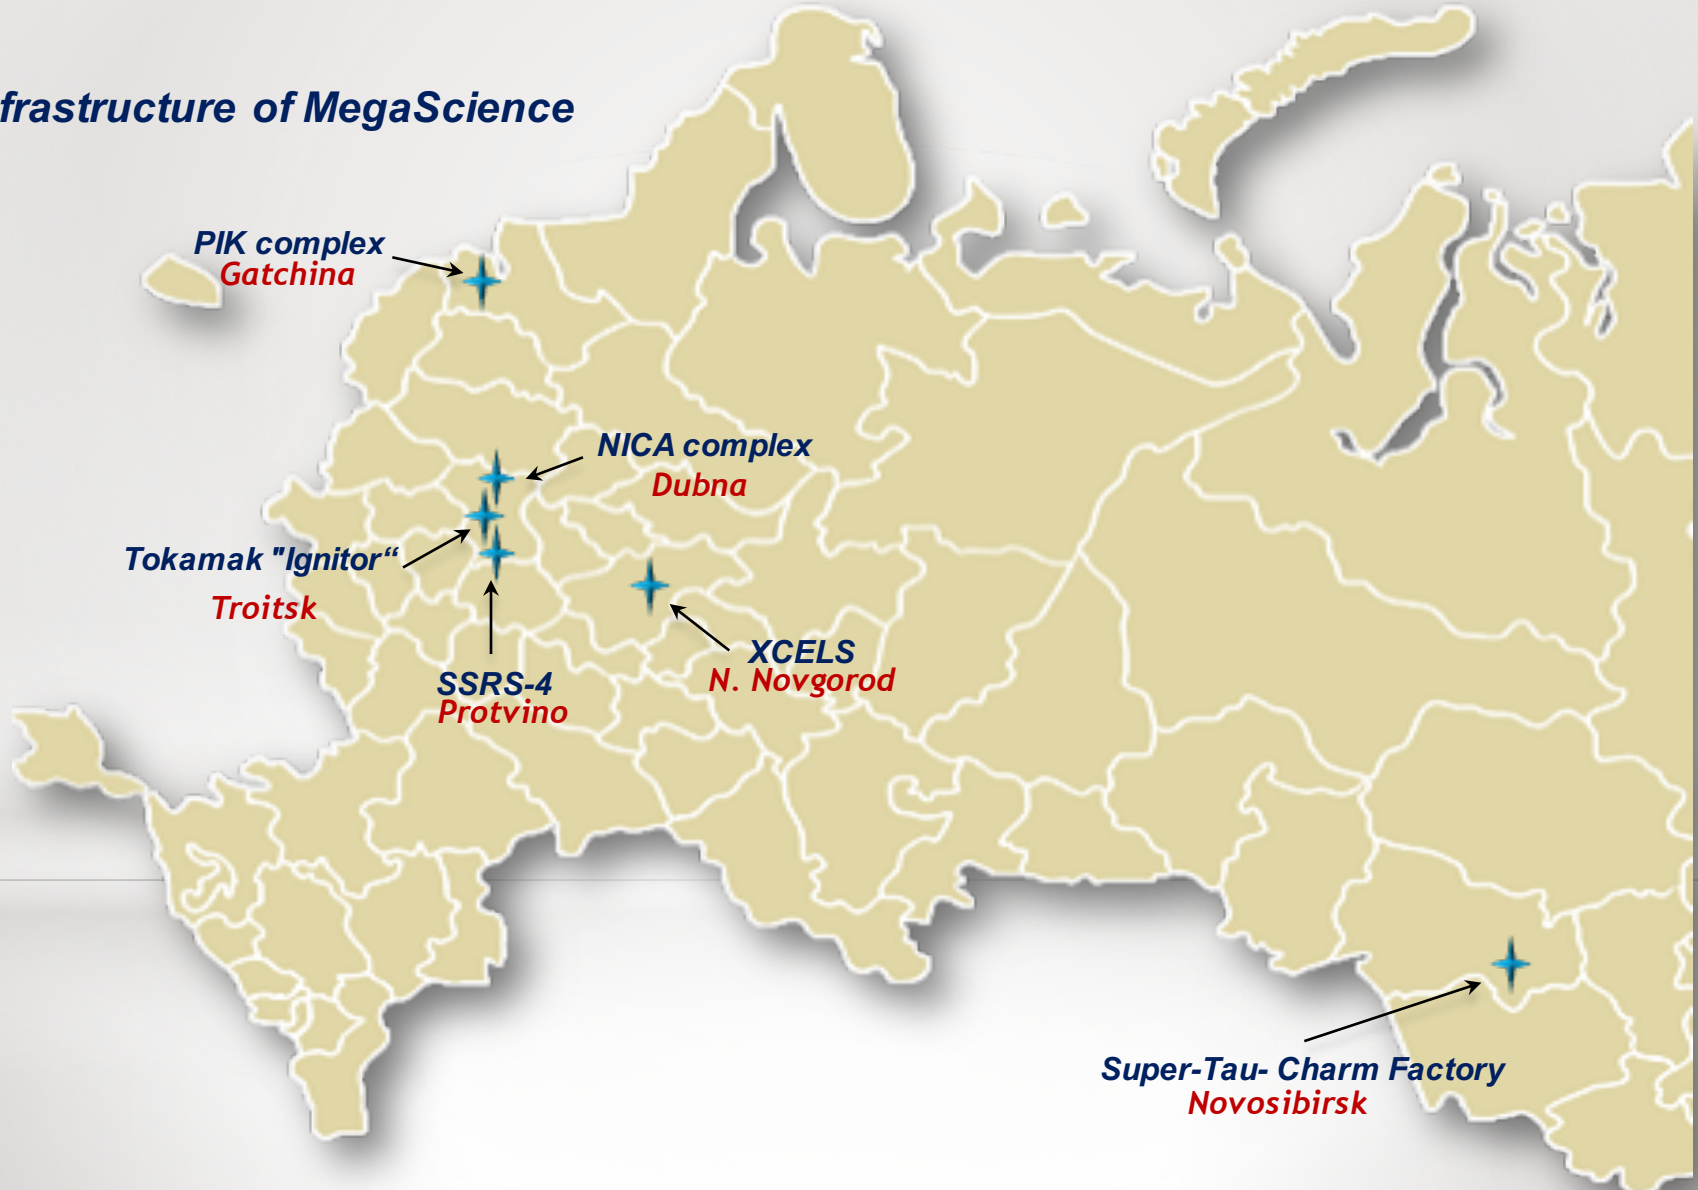 frastructure of MegaScience
PIK complex
Gatchina
NICA complex
Dubna
Tokamak "Ignitor“
Troitsk
XCELS
N. Novgorod
SSRS-4
Protvino
Super-Tau- Charm Factory
Novosibirsk